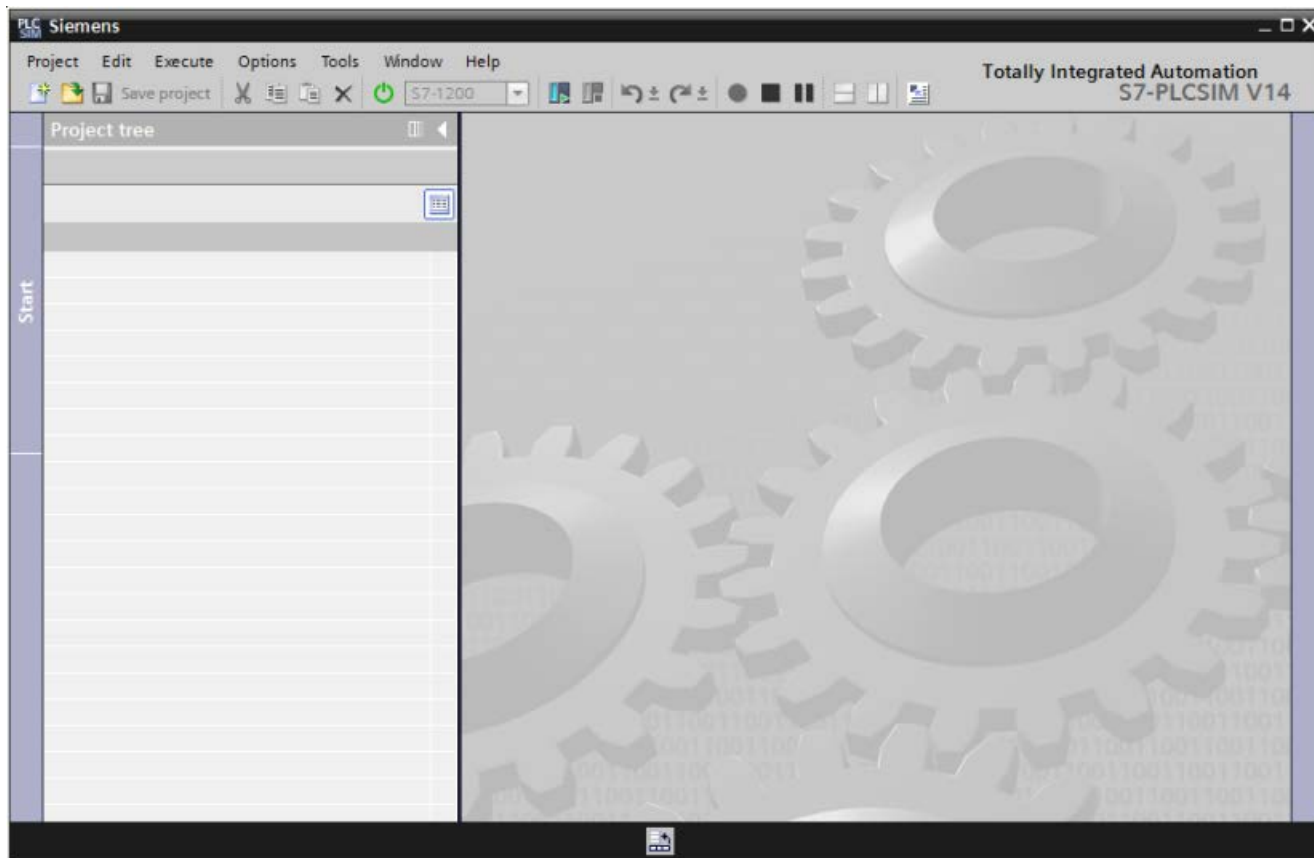 PLC SIM Siemens
Project Edit Execute Options Tools Window Help
Totally Integrated Automation
Save project S7-1200 S7-PLCSIM V14
Project tree
Start